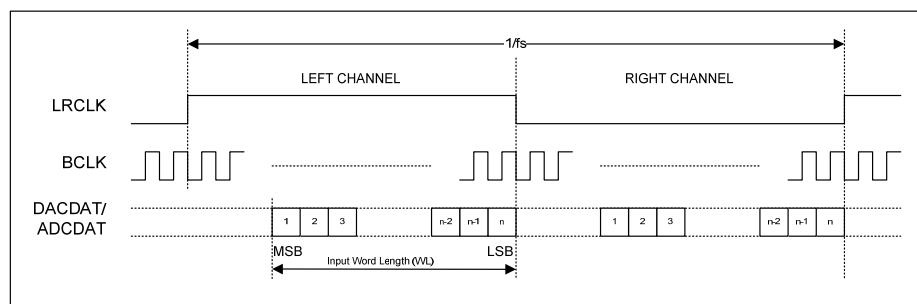 1/fs
LEFT CHANNEL
RIGHT CHANNEL
LRCLK
BCLK
DACDAT/
ADCDAT
1 2 3 n-2 n-1 n 1 2 3 n-2 n-1 n
MSB LSB
Input Word Length (WL)